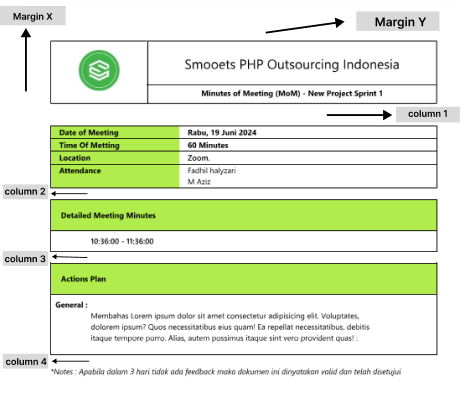 Margin X
Margin Y
Smooets PHP Outsourcing Indonesia
Minutes of Meeting (MoM) - New Project Sprint 1
column 1
Date of Meeting Rabu, 19 Juni 2024
Time Of Metting 60 Minutes
Location Zoom.
Attendance Fadhil halyzari
M Aziz
column 2
Detailed Meeting Minutes
10:36:00 - 11:36:00
column 3
Actions Plan
General :
Membahas Lorem ipsum dolor sit amet consectetur adipisicing elit. Voluptates,
dolorem ipsum? Quos necessitatibus eius quam! Ea repellat necessitatibus, debitis
itaque tempore porro. Alias, autem possimus itaque sint vero provident quas! :
column 4
*Notes : Apabila dalam 3 hari tidak ada feedback maka dokumen ini dinyatakan valid dan telah disetujui